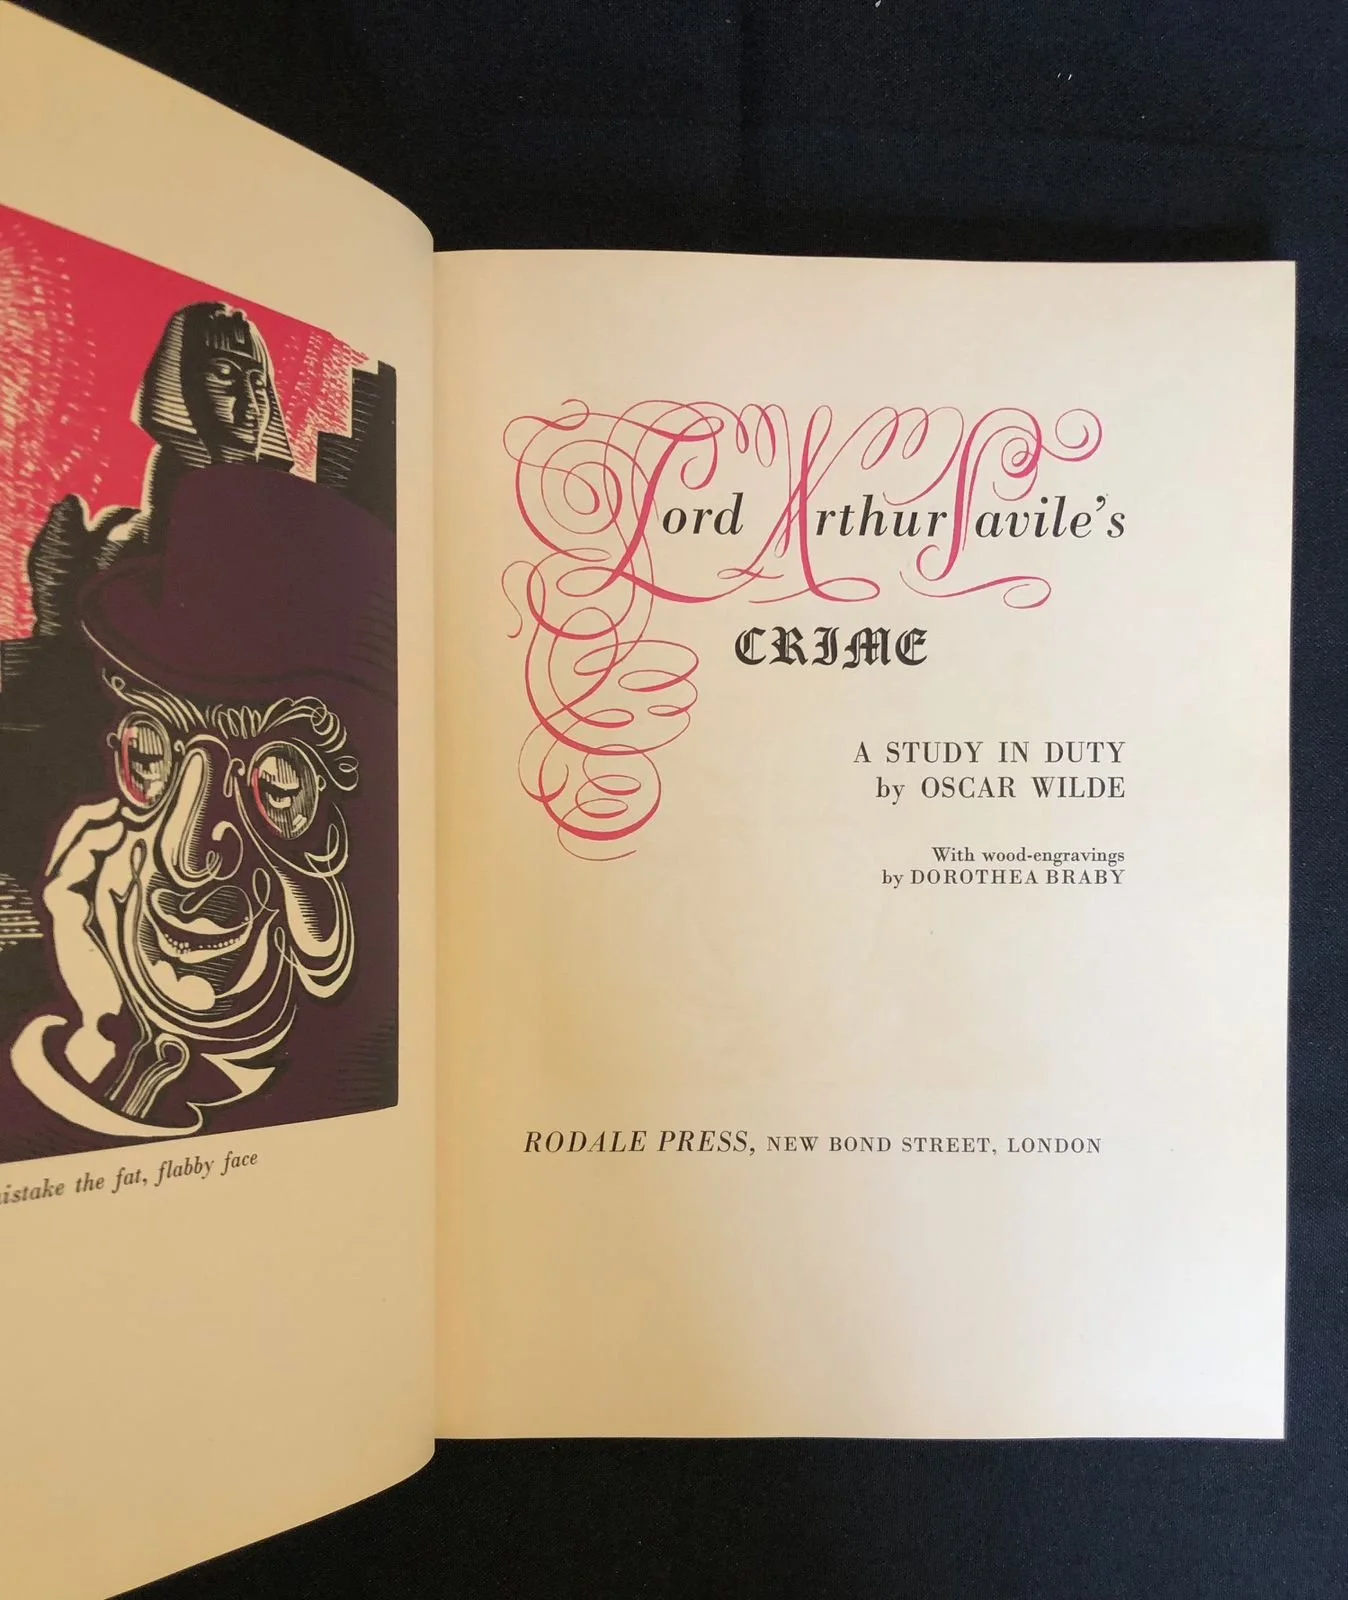 mistake the fat, flabby face
Lord Arthur Savile's
CRIME
A STUDY IN DUTY
by OSCAR WILDE
With wood-engravings
by DOROTHEA BRABY
RODALE PRESS, NEW BOND STREET, LONDON